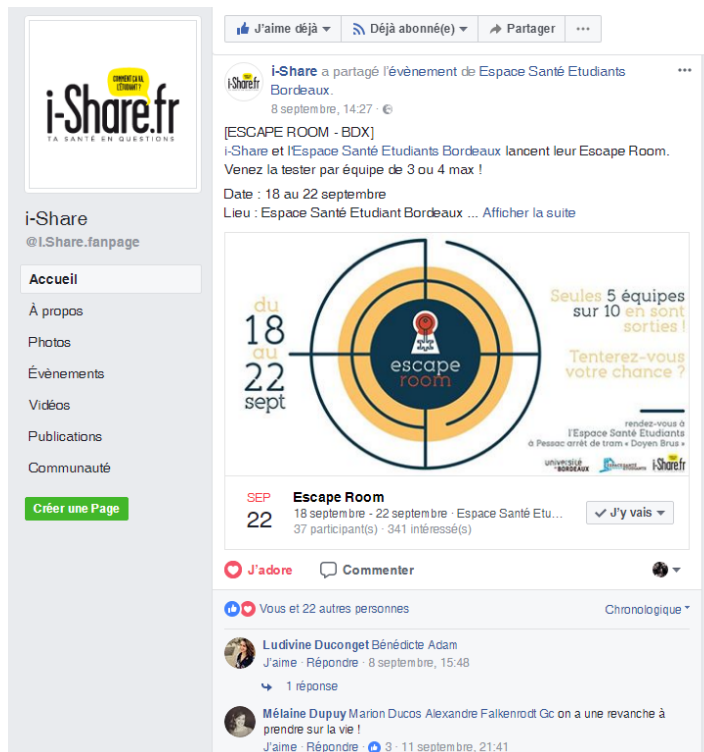 COMMENT ÇA VA,
L'ÉTUDIANT ?
i-Share.fr
TA SANTÉ EN QUESTIONS
i-Share
@I.Share.fanpage
Accueil
À propos
Photos
Évènements
Vidéos
Publications
Communauté
Créer une Page
J'aime déjà
Déjà abonné(e)
Partager
i-Share a partagé l'évènement de Espace Santé Etudiants
Bordeaux.
8 septembre, 14:27
[ESCAPE ROOM - BDX]
i-Share et l'Espace Santé Etudiants Bordeaux lancent leur Escape Room.
Venez la tester par équipe de 3 ou 4 max !
Date : 18 au 22 septembre
Lieu : Espace Santé Etudiant Bordeaux ... Afficher la suite
du
18
au
22
sept
escape
room
Seules 5 équipes
sur 10 en sont
sorties !
Tenterez-vous
votre chance ?
rendez-vous à
l'Espace Santé Etudiants
à Pessac arrêt de tram « Doyen Brus »
université
de BORDEAUX
i-Share.fr
SEP
22
Escape Room
18 septembre - 22 septembre · Espace Santé Etu...
37 participant(s) · 341 intéressé(s)
J'y vais
J'adore
Commenter
Vous et 22 autres personnes
Chronologique
Ludivine Duconget Bénédicte Adam
J'aime · Répondre · 8 septembre, 15:48
1 réponse
Mélaine Dupuy Marion Ducos Alexandre Falkenrodt Gc on a une revanche à
prendre sur la vie !
J'aime · Répondre · 3 · 11 septembre, 21:41